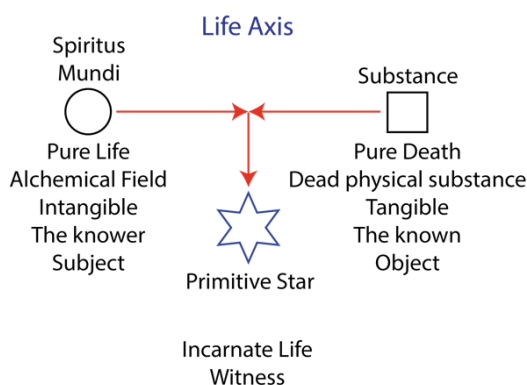 Life Axis
Spiritus
Mundi
Substance
Pure Life
Alchemical Field
Intangible
The knower
Subject
Pure Death
Dead physical substance
Tangible
The known
Object
Primitive Star
Incarnate Life
Witness